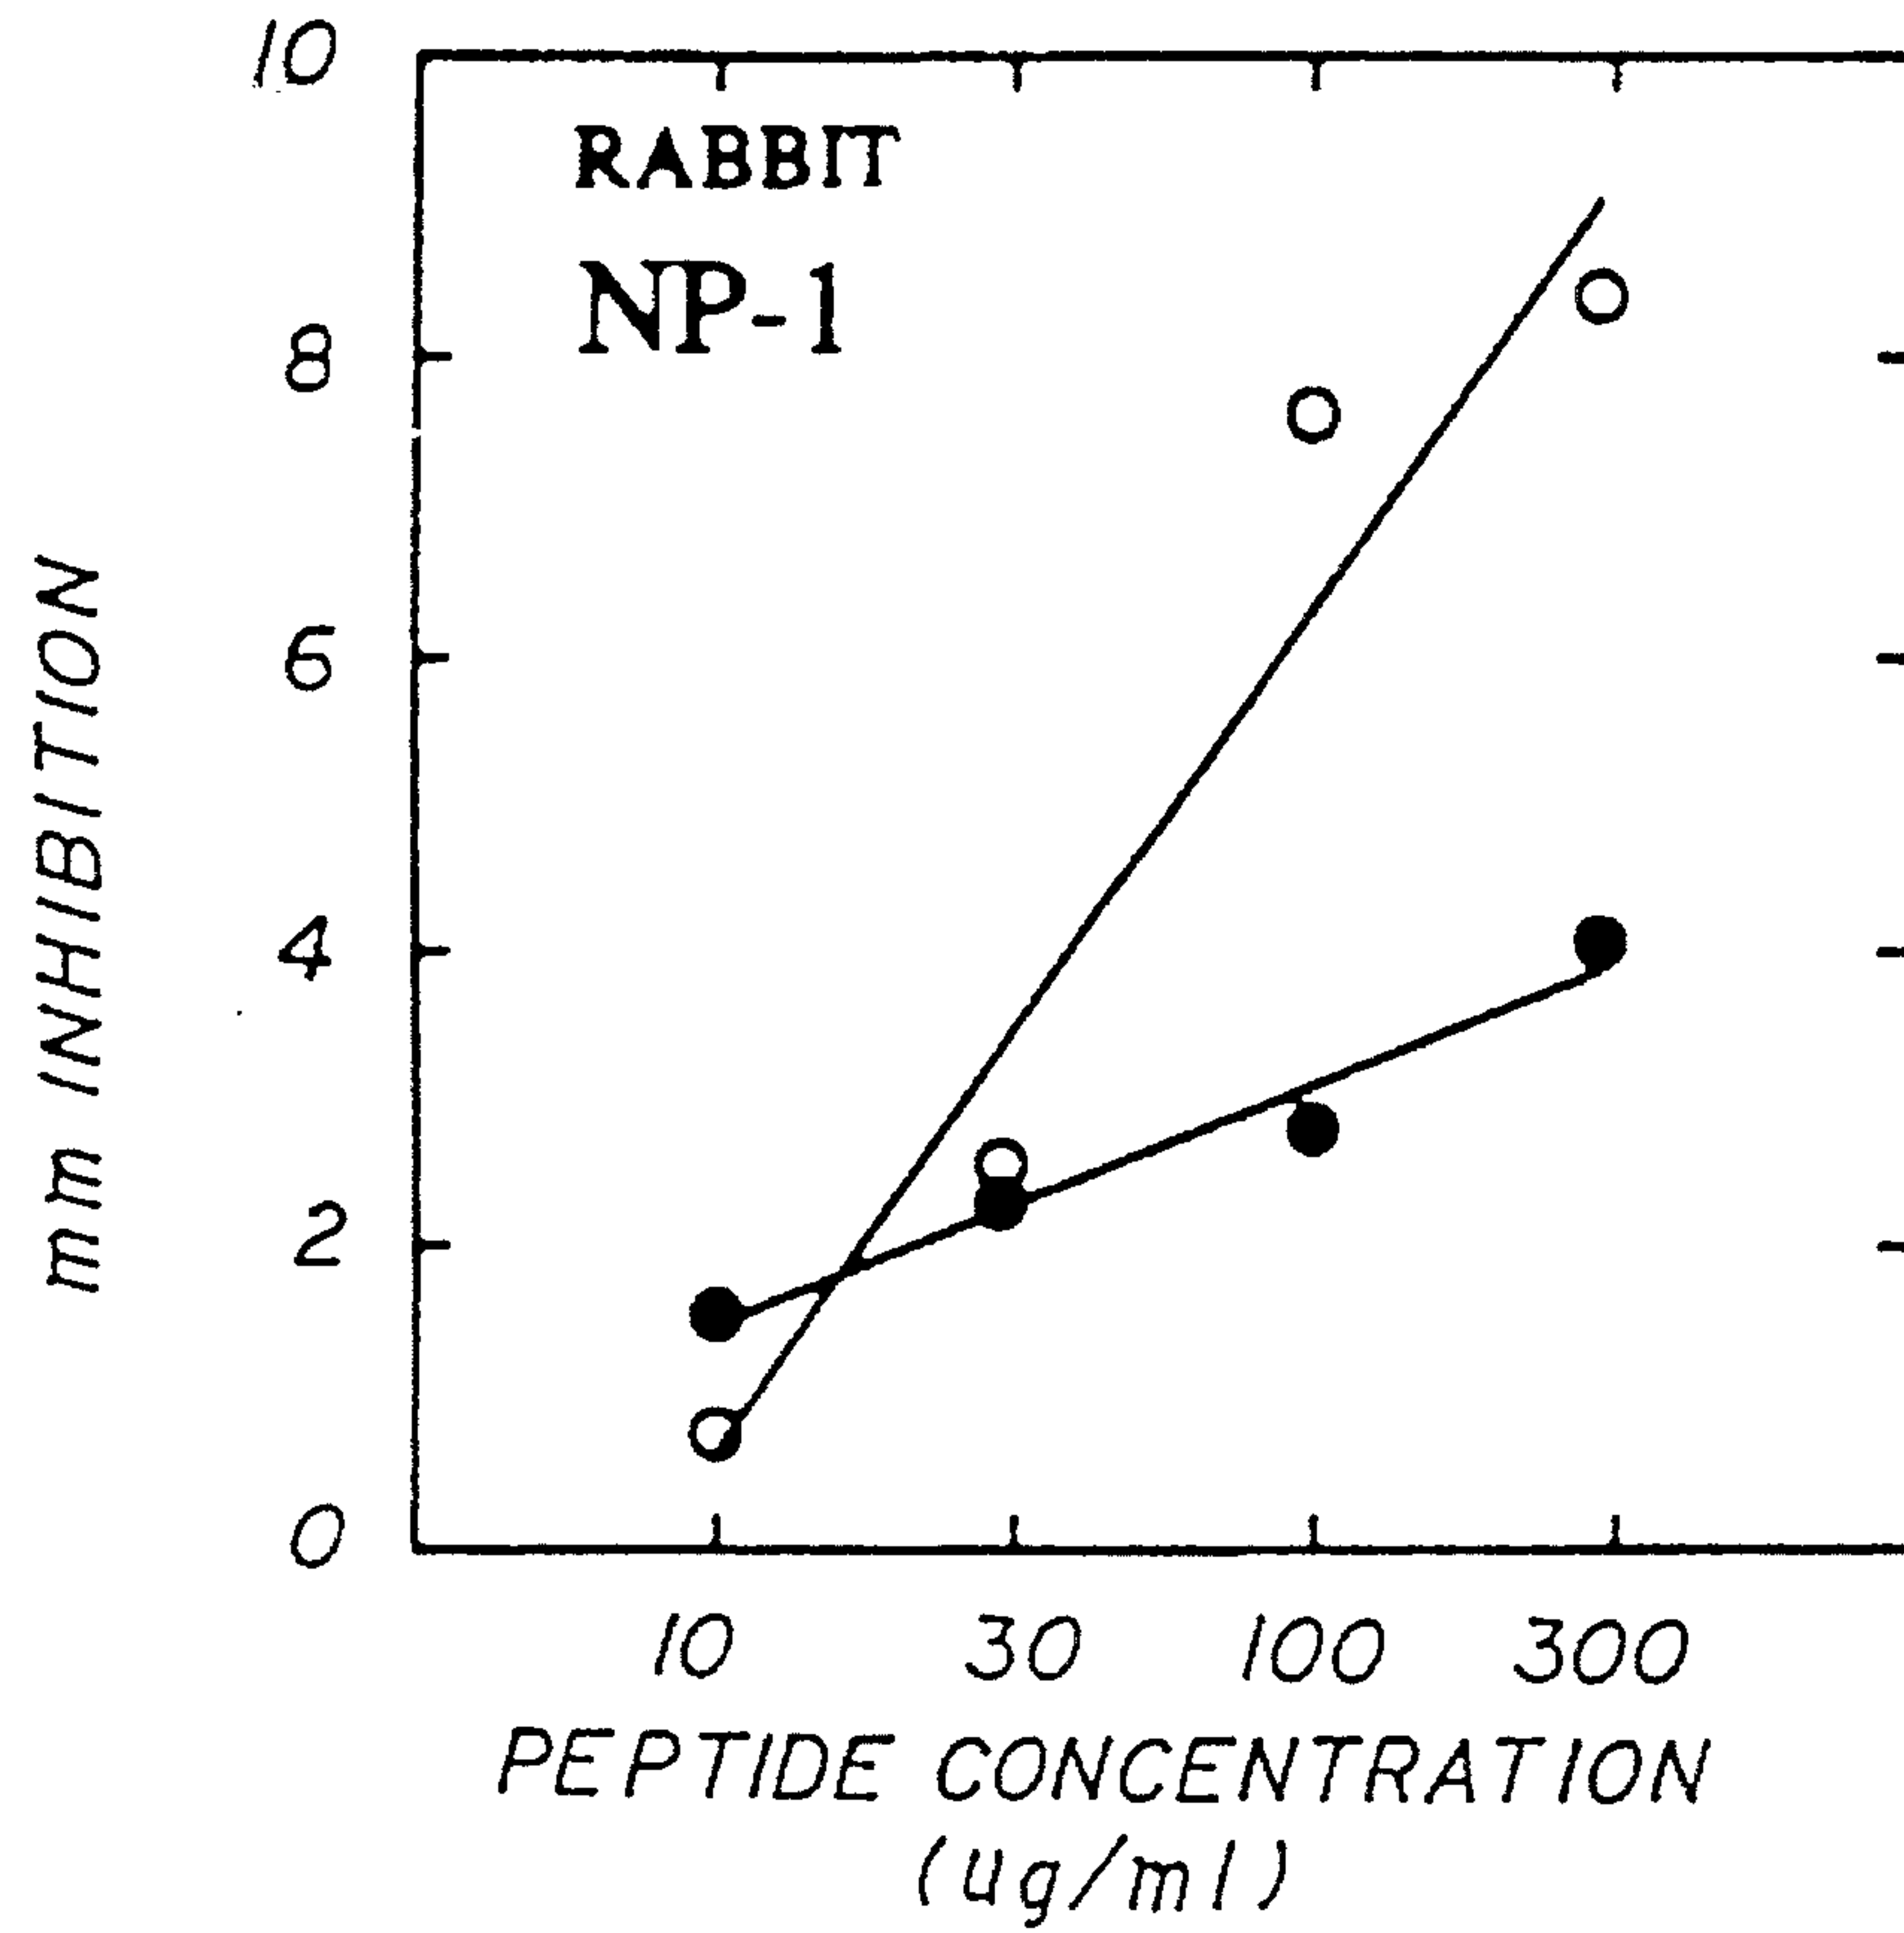 10
RABBIT
NP-1
8
6
4
2
0
mm INHIBITION
10 30 100 300
PEPTIDE CONCENTRATION
(ug/ml)